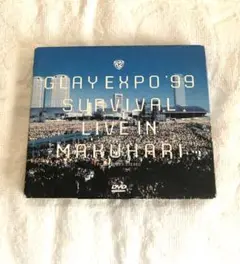 GLAY EXPO '99
SURVIVAL
LIVE IN
MAKUHARI
DVD